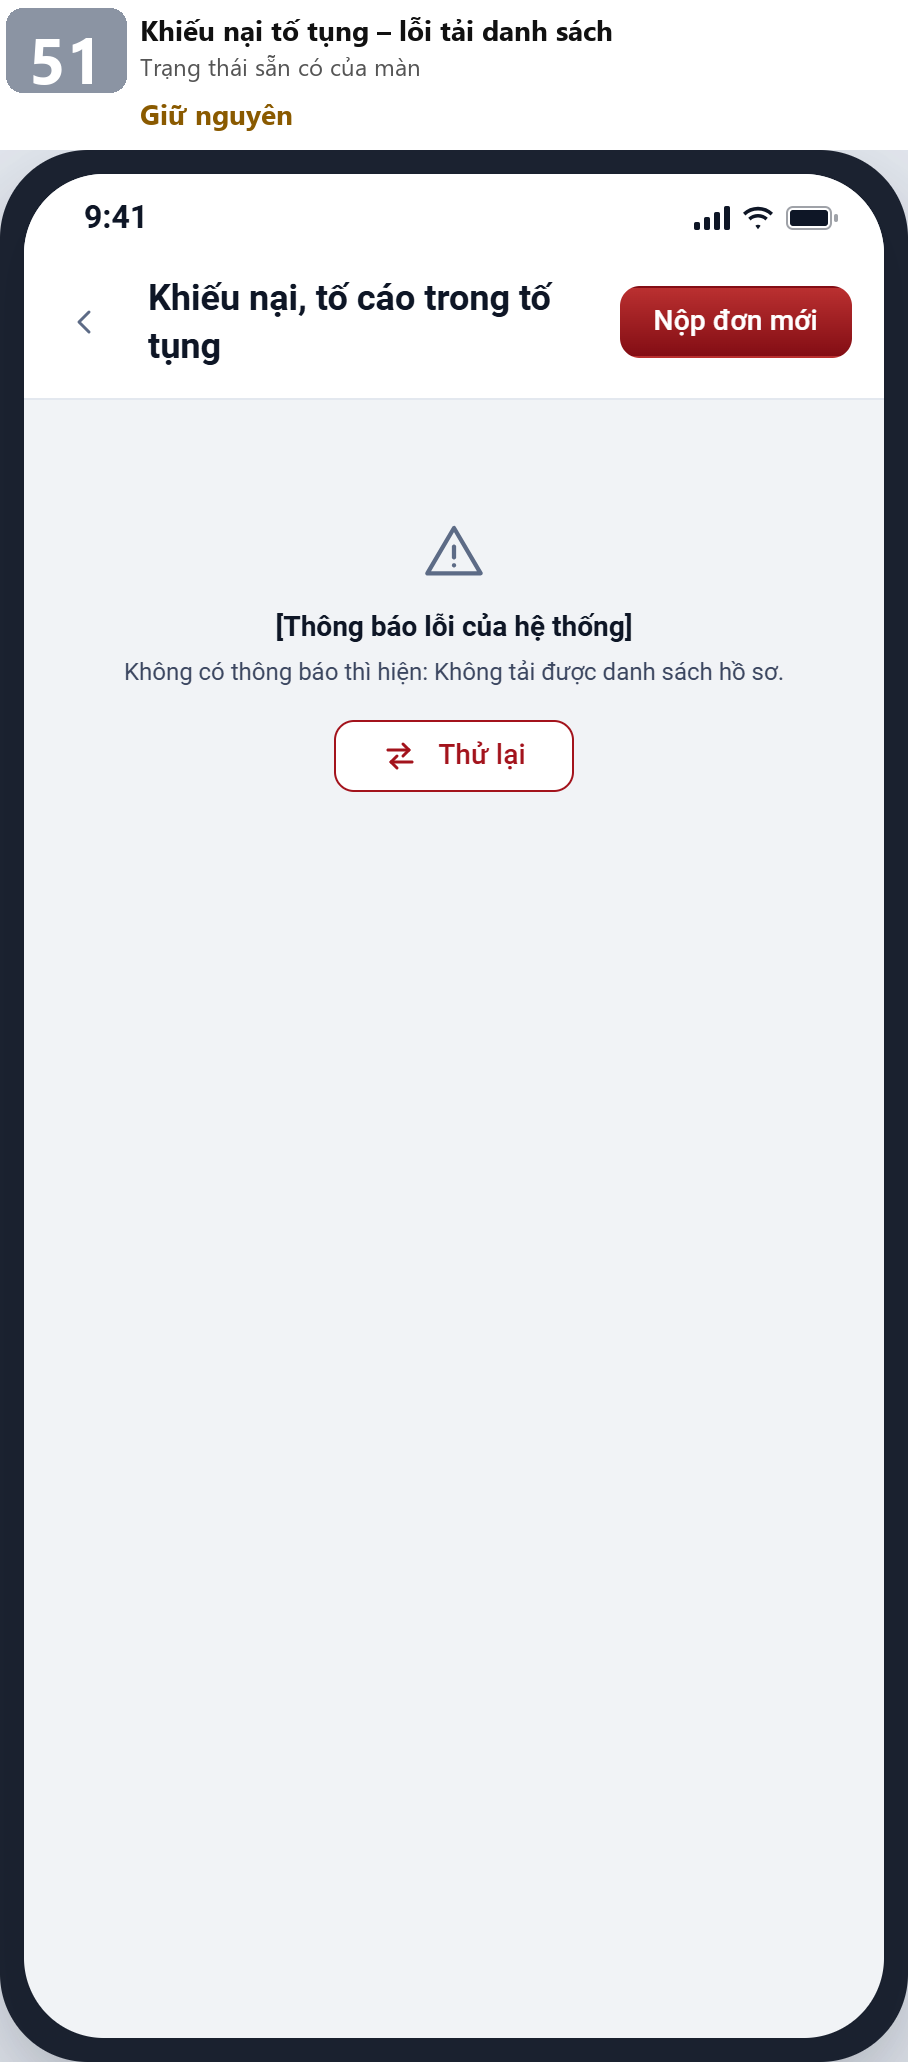 51
Khiếu nại tố tụng – lỗi tải danh sách
Trạng thái sẵn có của màn
Giữ nguyên
9:41
Khiếu nại, tố cáo trong tố
tụng
Nộp đơn mới
[Thông báo lỗi của hệ thống]
Không có thông báo thì hiện: Không tải được danh sách hồ sơ.
Thử lại